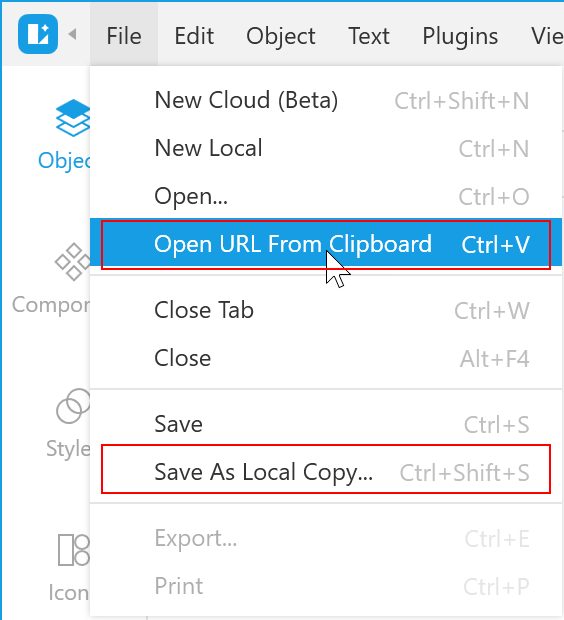 File Edit Object Text Plugins Vie
New Cloud (Beta) Ctrl+Shift+N
New Local Ctrl+N
Objec
Open... Ctrl+O
Open URL From Clipboard Ctrl+V
Compon
Close Tab Ctrl+W
Close Alt+F4
Save Ctrl+S
Style
Save As Local Copy... Ctrl+Shift+S
Export... Ctrl+E
Print Ctrl+P
Icon